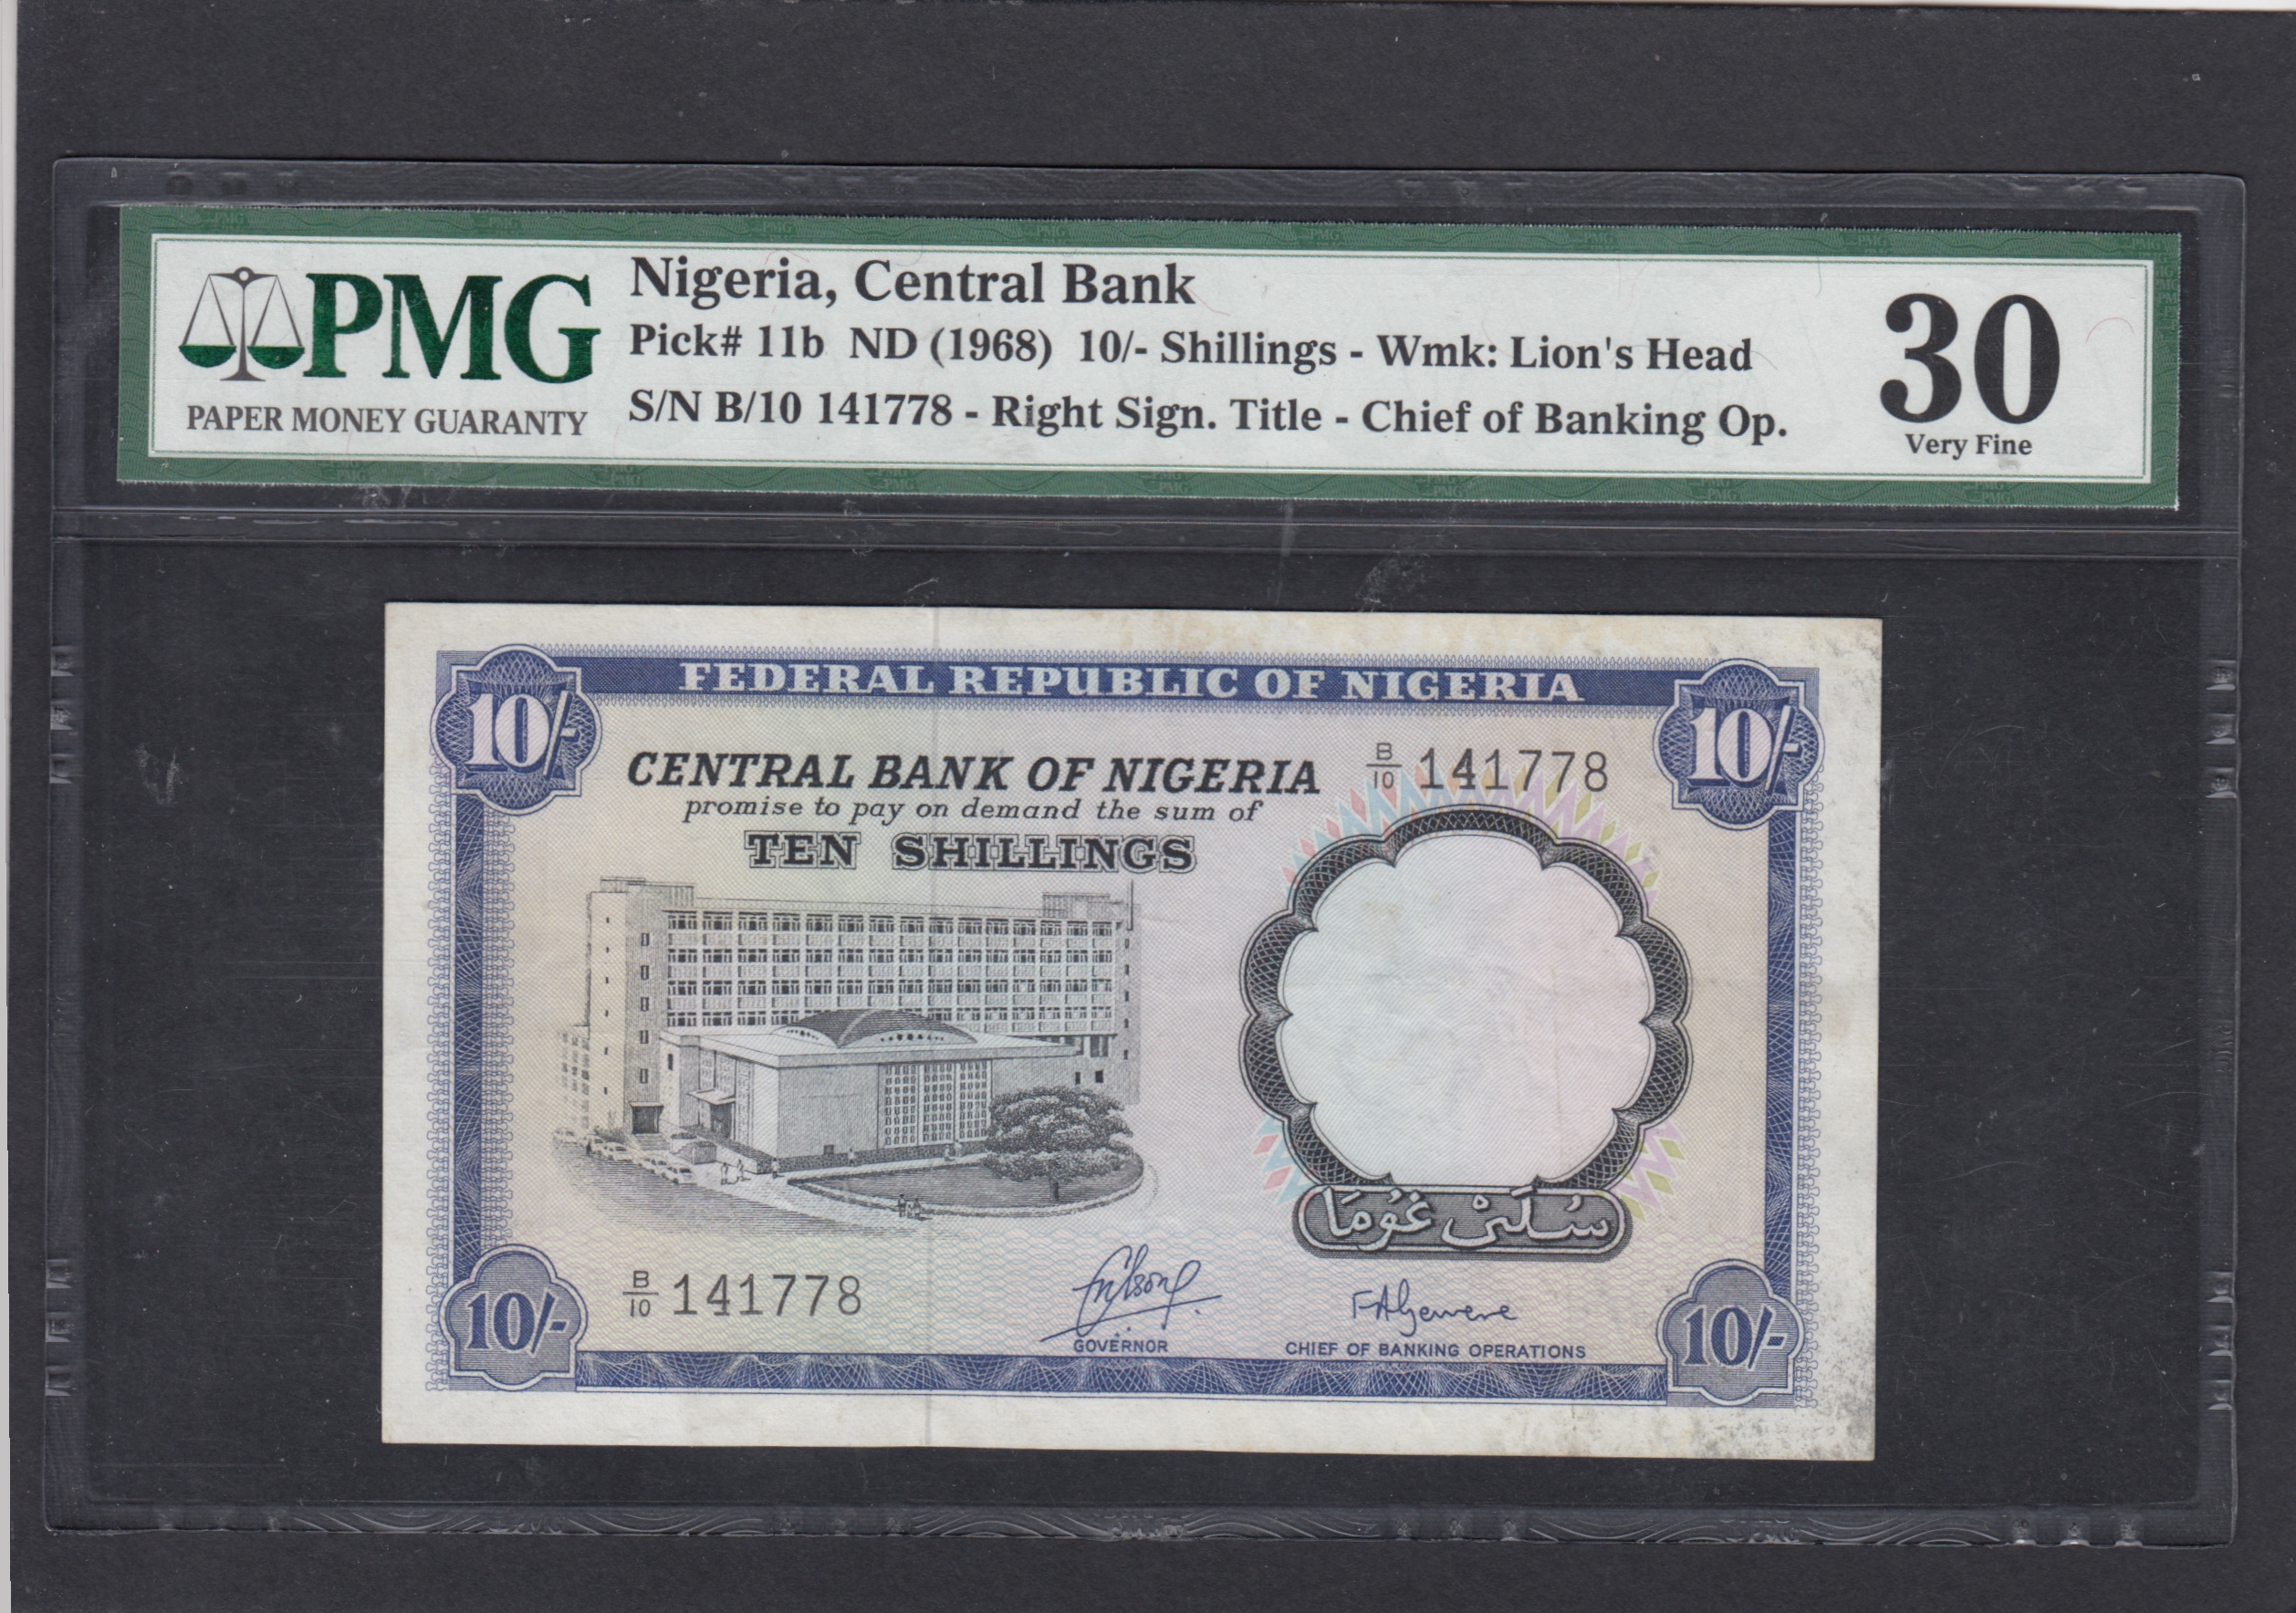 PMG
PAPER MONEY GUARANTY
Nigeria, Central Bank
Pick# 11b ND (1968) 10/- Shillings - Wmk: Lion's Head
S/N B/10 141778 - Right Sign. Title - Chief of Banking Op.
30
Very Fine
FEDERAL REPUBLIC OF NIGERIA
10/-
10/-
CENTRAL BANK OF NIGERIA
B/10 141778
promise to pay on demand the sum of
TEN SHILLINGS
سُلَىْ غُومَا
B/10 141778
GOVERNOR
CHIEF OF BANKING OPERATIONS
10/-
10/-